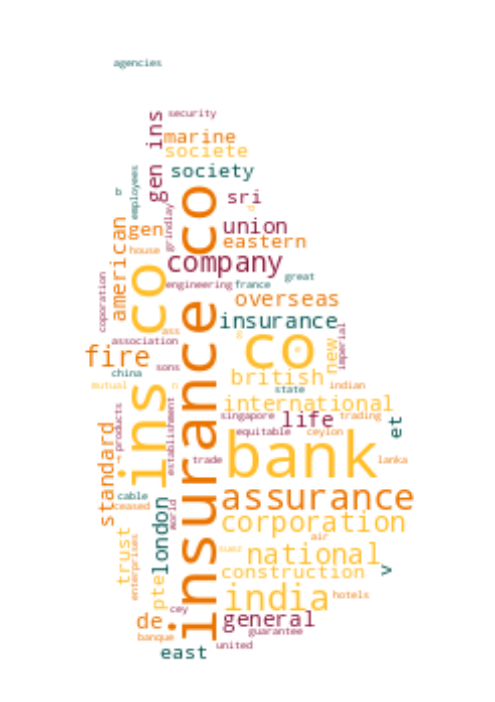 agencies
security
gen ins
marine
societe
society
employees
b
sri
grindlay
american
gen
union
eastern
house
company
insurance co
ins co
coporation
engineering
france
great
overseas
insurance
ass
association
co
new
imperial
fire
sons
china
british
mutual
n
state
indian
international
products
establishment
singapore
life
trading
et
equitable
ceylon
standard
trade
bank
lanka
cable
ceased
world
london
assurance
corporation
air
trust
enterprises
suez
national
construction
v
pte
india
hotels
cey
de
general
banque
guarantee
united
east